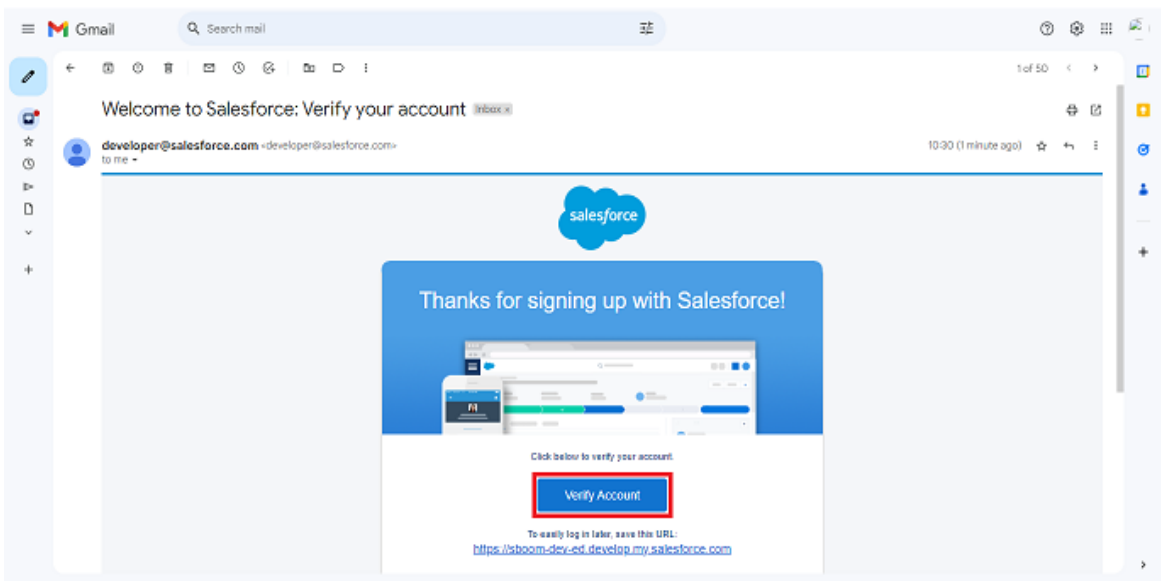 Gmail
Search mail
1 of 50
Welcome to Salesforce: Verify your account Inbox x
developer@salesforce.com <developer@salesforce.com>
10:30 (1 minute ago)
to me
salesforce
Thanks for signing up with Salesforce!
Click below to verify your account.
Verify Account
To easily log in later, save this URL:
https://sboom-dev-ed.develop.my.salesforce.com